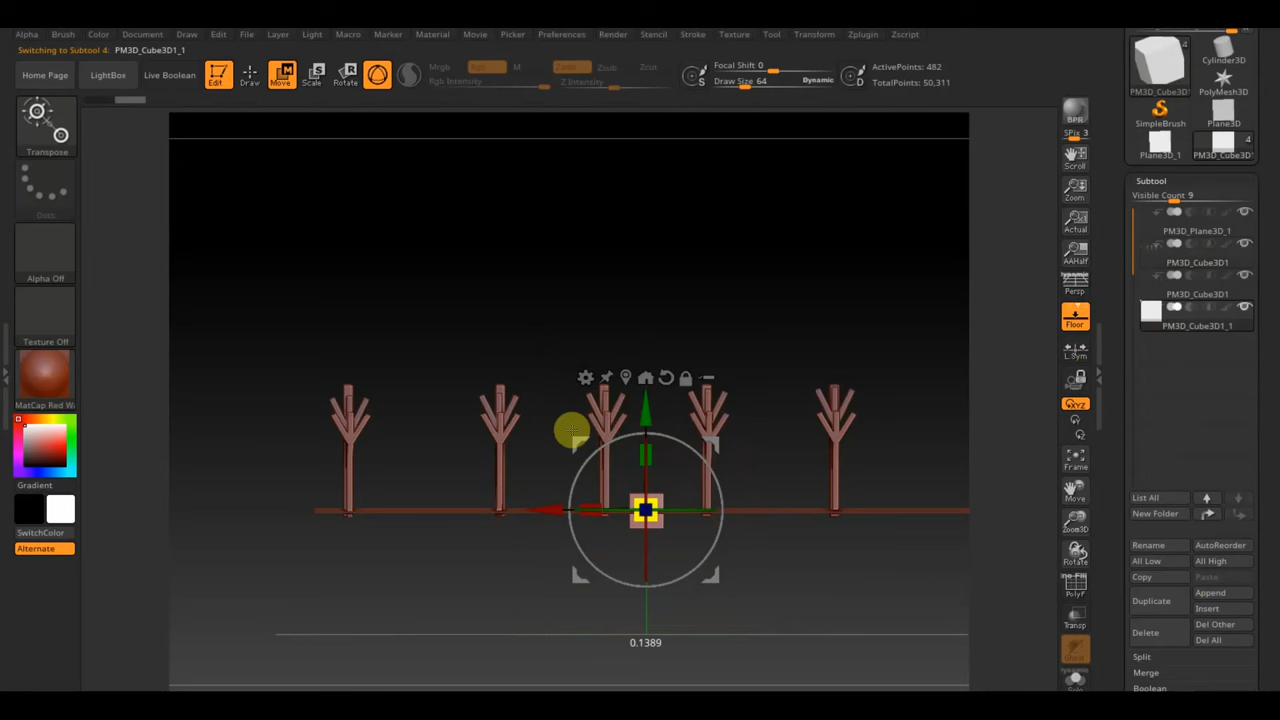 Alpha Brush Color Document Draw Edit File Layer Light Macro Marker Material Movie Picker Preferences Render Stencil Stroke Texture Tool Transform Zplugin Zscript
Switching to Subtool 4: PM3D_Cube3D1_1
Home Page LightBox Live Boolean Edit Draw Move Scale Rotate
Mrgb Rgb M
Rgb Intensity
Zadd Zsub Zcut
Z Intensity
S
Focal Shift 0
Draw Size 64 Dynamic
D
ActivePoints: 482
TotalPoints: 50,311
Transpose
Dots
Alpha Off
Texture Off
MatCap Red Wa
Gradient
SwitchColor
Alternate
0.1389
BPR
SPix 3
Scroll
Zoom
Actual
AAHalf
Persp
Floor
L.Sym
XYZ
Y
Z
Frame
Move
Zoom3D
Rotate
PolyF
Transp
Ghost
Solo
4
PM3D_Cube3D
Cylinder3D
PolyMesh3D
SimpleBrush
Plane3D
Plane3D_1
4
PM3D_Cube3D
Subtool
Visible Count 9
PM3D_Plane3D_1
PM3D_Cube3D1
PM3D_Cube3D1
PM3D_Cube3D1_1
List All
New Folder
Rename AutoReorder
All Low All High
Copy Paste
Duplicate Append
Insert
Delete Del Other
Del All
Split
Merge
Boolean